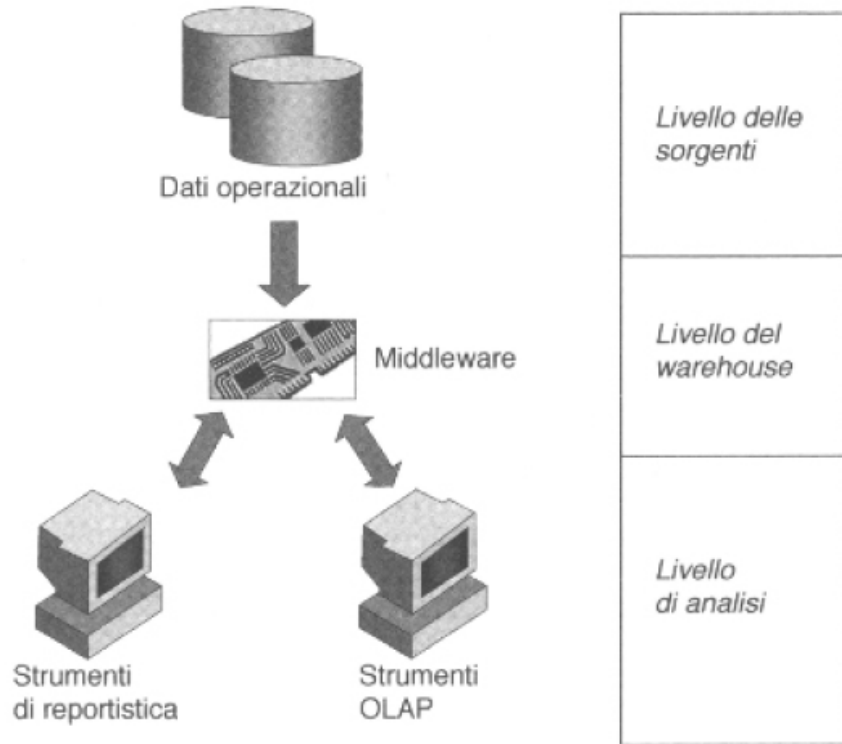 Dati operazionali
Middleware
Strumenti
di reportistica
Strumenti
OLAP
Livello delle
sorgenti
Livello del
warehouse
Livello
di analisi